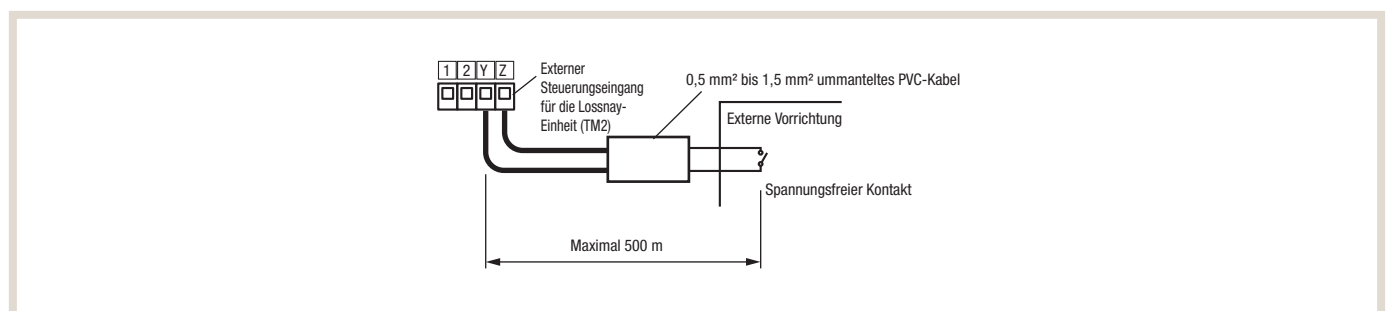 1 2 Y Z
Externer
Steuerungseingang
für die Lossnay-
Einheit (TM2)
0,5 mm² bis 1,5 mm² ummanteltes PVC-Kabel
Externe Vorrichtung
Spannungsfreier Kontakt
Maximal 500 m